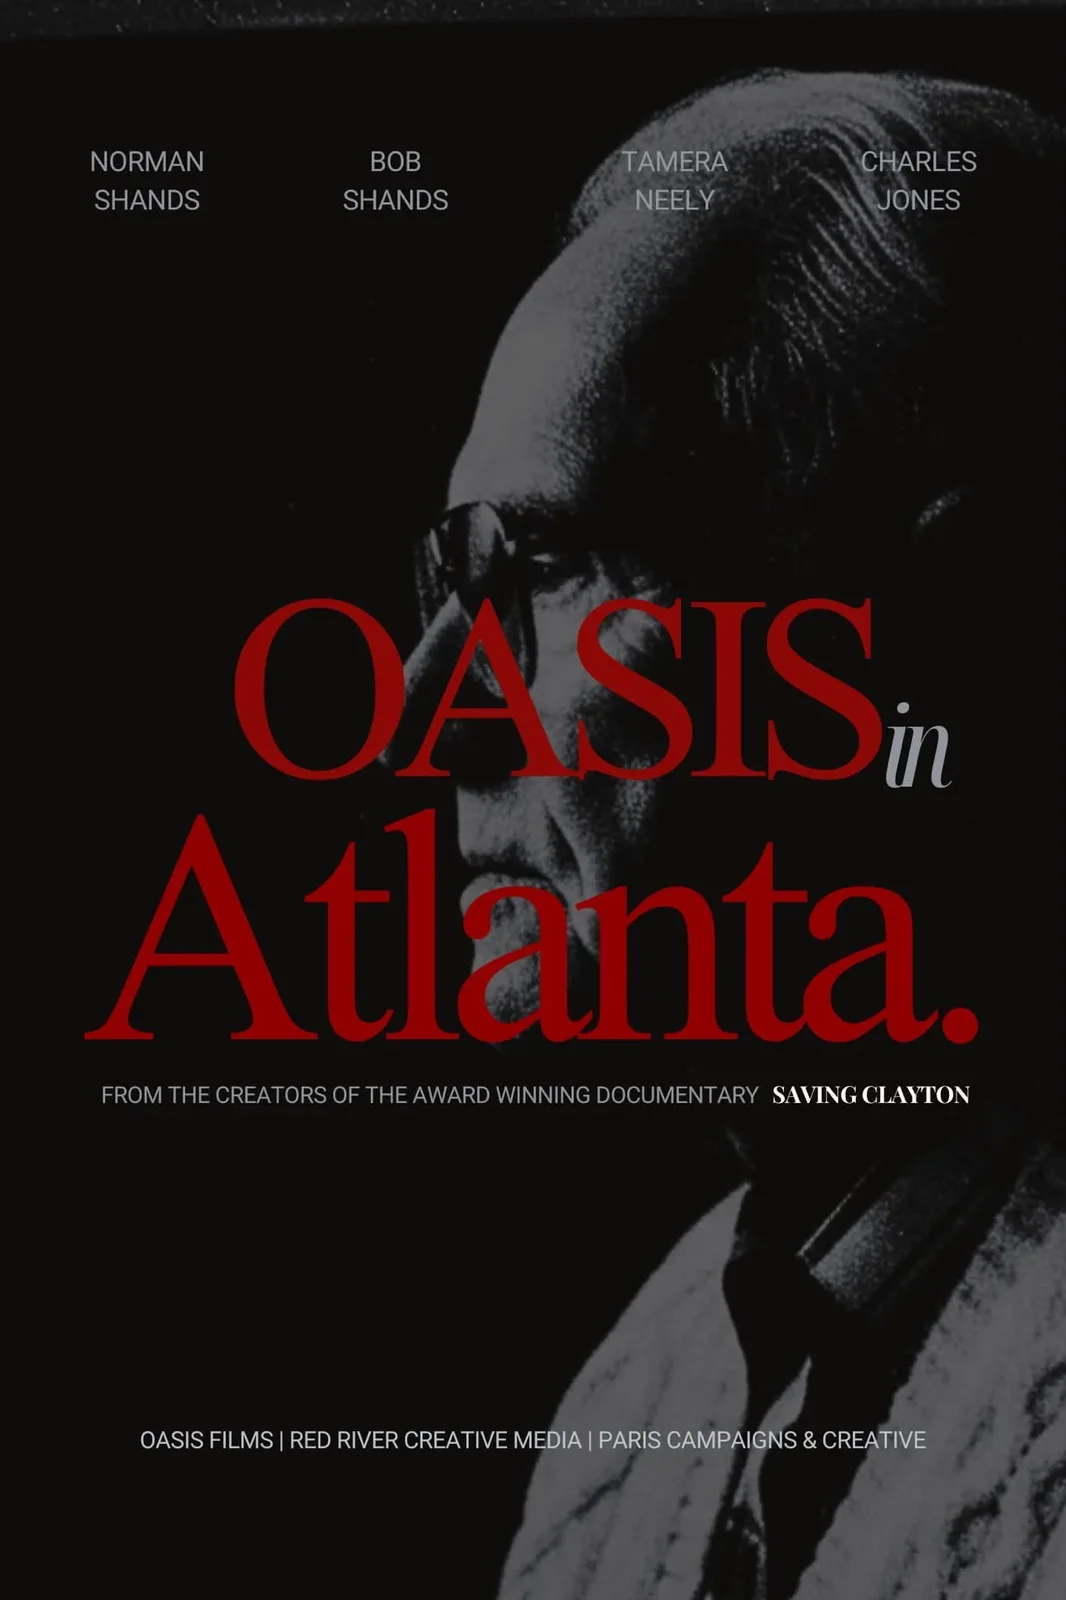 NORMAN SHANDS
BOB SHANDS
TAMERA NEELY
CHARLES JONES
OASIS in
Atlanta.
FROM THE CREATORS OF THE AWARD WINNING DOCUMENTARY SAVING CLAYTON
OASIS FILMS | RED RIVER CREATIVE MEDIA | PARIS CAMPAIGNS & CREATIVE